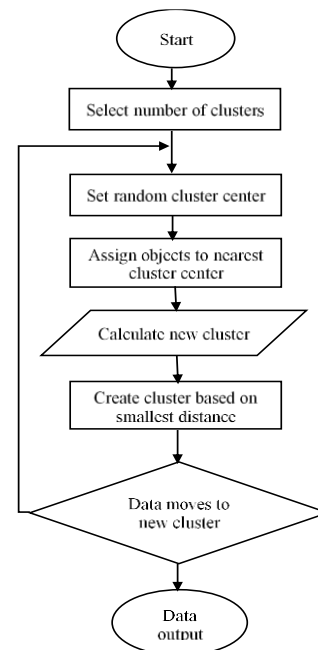 Start
Select number of clusters
Set random cluster center
Assign objects to nearest
cluster center
Calculate new cluster
Create cluster based on
smallest distance
Data moves to
new cluster
Data
output